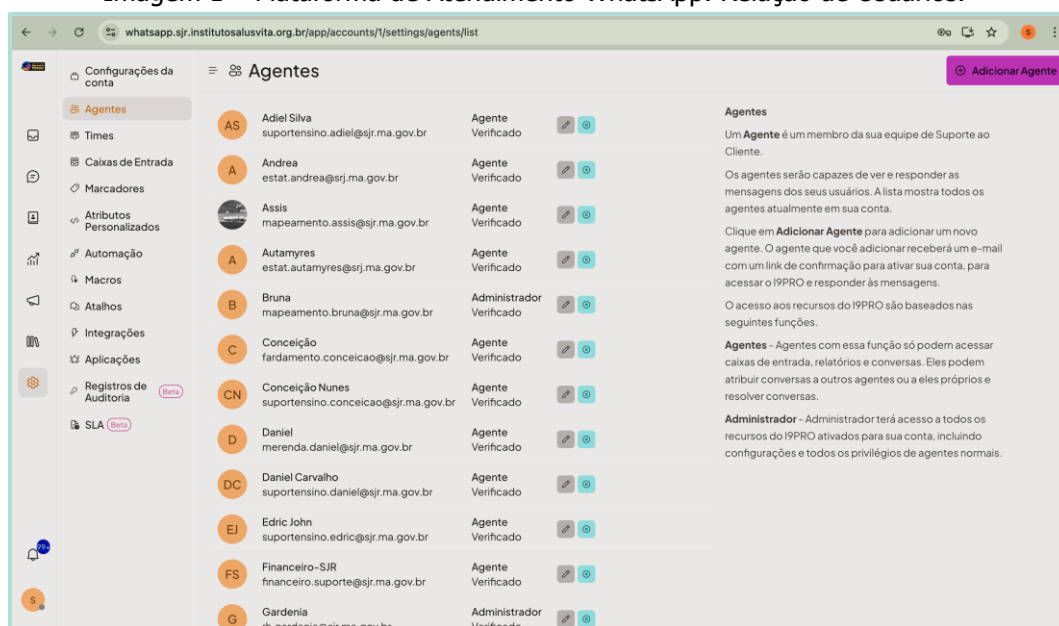 Imagem 1 - Plataforma de Atendimento WhatsApp. Relação de Usuários.
whatsapp.sjr.institutosalusvita.org.br/app/accounts/1/settings/agents/list
S
Configurações da conta
Agentes
Times
Caixas de Entrada
Marcadores
Atributos Personalizados
Automação
Macros
Atalhos
Integrações
Aplicações
Registros de Auditoria
Beta
SLA
Beta
99+
S
Agentes
Adicionar Agente
AS
Adiel Silva
suportensino.adiel@sjr.ma.gov.br
Agente
Verificado
A
Andrea
estat.andrea@srj.ma.gov.br
Agente
Verificado
Assis
mapeamento.assis@sjr.ma.gov.br
Agente
Verificado
A
Autamyres
estat.autamyres@srj.ma.gov.br
Agente
Verificado
B
Bruna
mapeamento.bruna@sjr.ma.gov.br
Administrador
Verificado
C
Conceição
fardamento.conceicao@sjr.ma.gov.br
Agente
Verificado
CN
Conceição Nunes
suportensino.conceicao@sjr.ma.gov.br
Agente
Verificado
D
Daniel
merenda.daniel@sjr.ma.gov.br
Agente
Verificado
DC
Daniel Carvalho
suportensino.daniel@sjr.ma.gov.br
Agente
Verificado
EJ
Edric John
suportensino.edric@sjr.ma.gov.br
Agente
Verificado
FS
Financeiro-SJR
financeiro.suporte@sjr.ma.gov.br
Agente
Verificado
G
Gardenia
rh.gardenia@sjr.ma.gov.br
Administrador
Verificado
Agentes
Um Agente é um membro da sua equipe de Suporte ao
Cliente.
Os agentes serão capazes de ver e responder as
mensagens dos seus usuários. A lista mostra todos os
agentes atualmente em sua conta.
Clique em Adicionar Agente para adicionar um novo
agente. O agente que você adicionar receberá um e-mail
com um link de confirmação para ativar sua conta, para
acessar o I9PRO e responder às mensagens.
O acesso aos recursos do I9PRO são baseados nas
seguintes funções.
Agentes - Agentes com essa função só podem acessar
caixas de entrada, relatórios e conversas. Eles podem
atribuir conversas a outros agentes ou a eles próprios e
resolver conversas.
Administrador - Administrador terá acesso a todos os
recursos do I9PRO ativados para sua conta, incluindo
configurações e todos os privilégios de agentes normais.